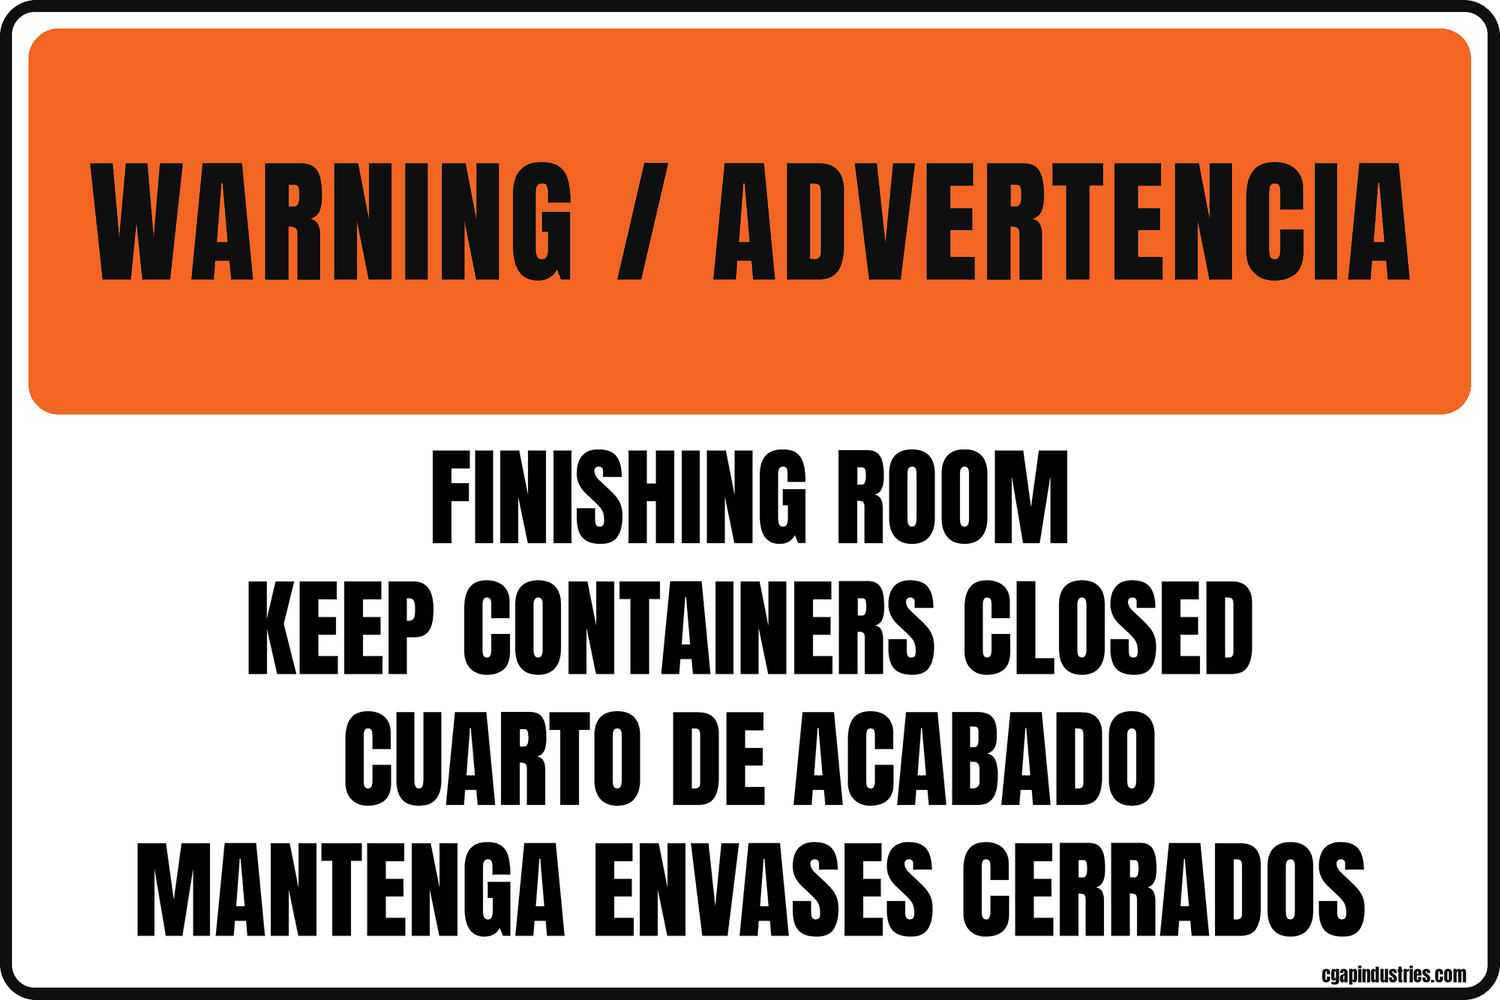 WARNING / ADVERTENCIA
FINISHING ROOM
KEEP CONTAINERS CLOSED
CUARTO DE ACABADO
MANTENGA ENVASES CERRADOS
cgapindustries.com